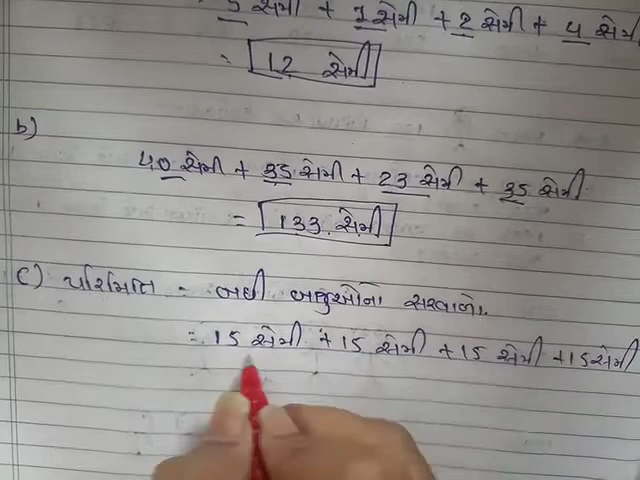 5 સેમી + 1 સેમી + 2 સેમી + 4 સેમી
= 12 સેમી
b)
40 સેમી + 35 સેમી + 23 સેમી + 35 સેમી
= 133 સેમી
c) પરિમિતિ = બધી બાજુઓના સરવાળો.
= 15 સેમી + 15 સેમી + 15 સેમી + 15 સેમી